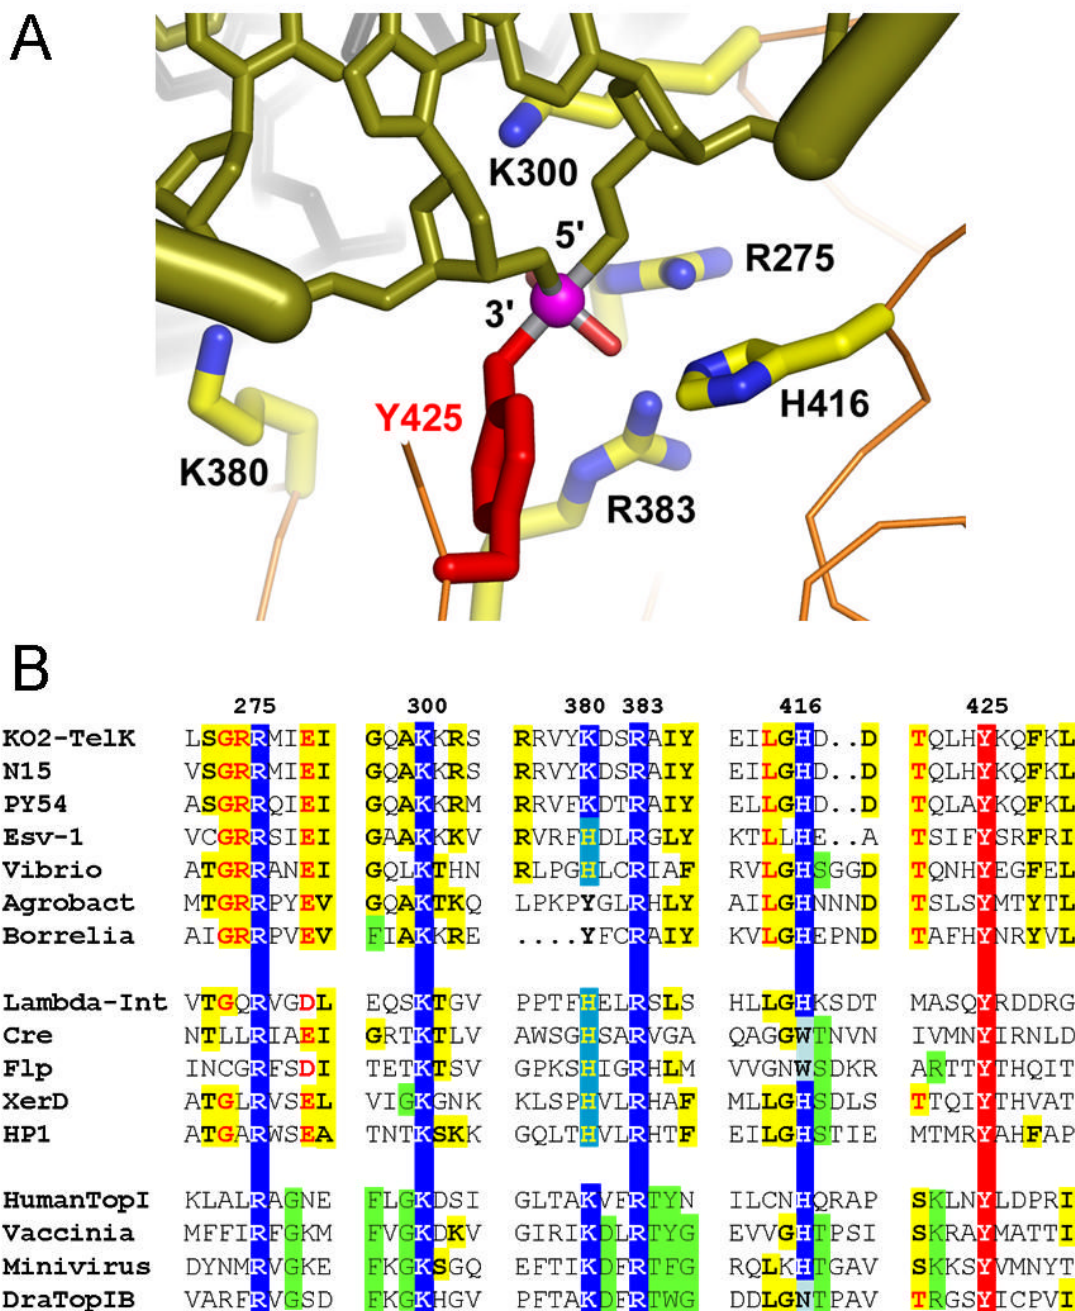 A
K300
5'
R275
3'
H416
Y425
K380
R383
B
275 300 380 383 416 425
KO2-TelK LSGRRMIEI GQAKKRS RRVYKDSRAIY EILGHD..D TQLHYKQFKL
N15 VSGRRMIEI GQAKKRS RRVYKDSRAIY EILGHD..D TQLHYKQFKL
PY54 ASGRRQIEI GQAKKRM RRVFKDTRAIY ELLGHD..D TQLAYKQFKL
Esv-1 VCGRRSIEI GAAKKKV RVRFHDLRGLY KTLLHE..A TSIFYSRFRI
Vibrio ATGRRANEI GQLKTHN RLPGHLCRIAF RVLGHSGGD TQNHYEGFEL
Agrobact MTGRRPYEV GQAKTKQ LPKPYGLRHLY AILGHNNND TSLSYMTYTL
Borrelia AIGRRPVEV FIAKKRE ....YFCRAIY KVLGHEPND TAFHYNRYVL
Lambda-Int VTGQRVGDL EQSKTGV PPTFHELRSLS HLLGHKSDT MASQYRDDRG
Cre NTLLRIAEI GRTKTLV AWSGHSARVGA QAGGWTNVN IVMNYIRNLD
Flp INCGRFSDI TETKTSV GPKSHIGRHLM VVGNWSDKR ARTTYTHQIT
XerD ATGLRVSEL VIGKGNK KLSPHVLRHAF MLLGHSDLS TTQIYTHVAT
HP1 ATGARWSEA TNTKSKK GQLTHVLRHTF EILGHSTIE MTMRYAHFAP
HumanTopI KLALRAGNE FLGKDSI GLTAKVFRTYN ILCNHQRAP SKLNYLDPRI
Vaccinia MFFIRFGKM FVGKDKV GIRIKDLRTYG EVVGHTPSI SKRAYMATTI
Minivirus DYNMRVGKE FKGKSGQ EFTIKDFRTFG RQLKHTGAV SKKSYVMNYT
DraTopIB VARFRVGSD FKGKHGV PFTAKDFRTWG DDLGNTPAV TRGSYICPVI